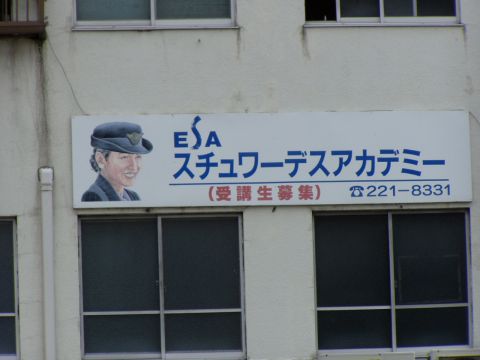 ESA
スチュワーデスアカデミー
(受講生募集)
☎221-8331